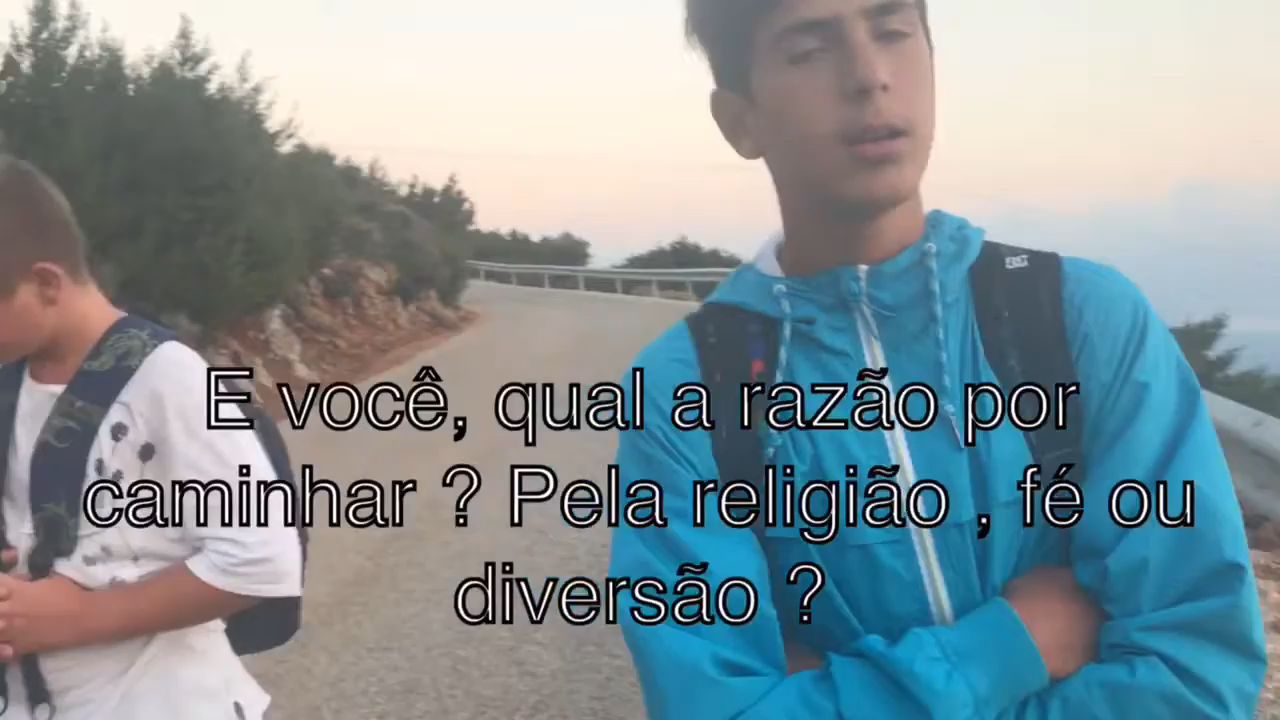 E você, qual a razão por
caminhar ? Pela religião , fé ou
diversão ?